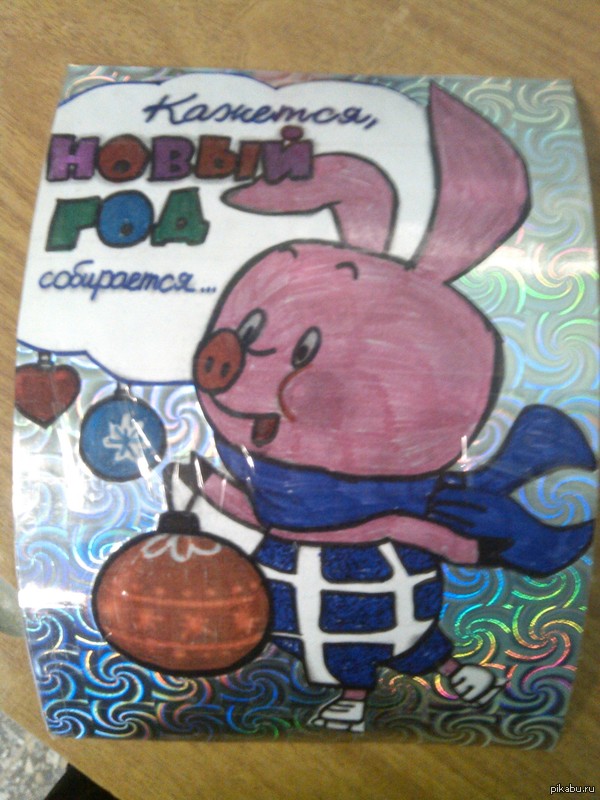 Кажется,
НОВЫЙ
ГОД
собирается...
pikabu.ru